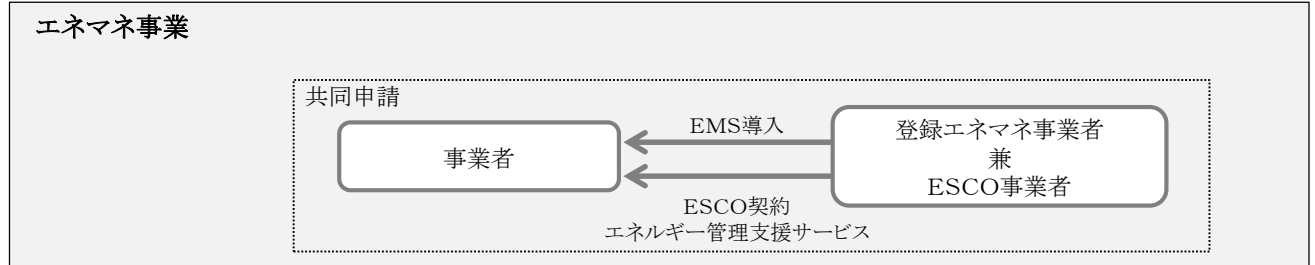 エネマネ事業
共同申請
事業者
EMS導入
登録エネマネ事業者
兼
ESCO事業者
ESCO契約
エネルギー管理支援サービス